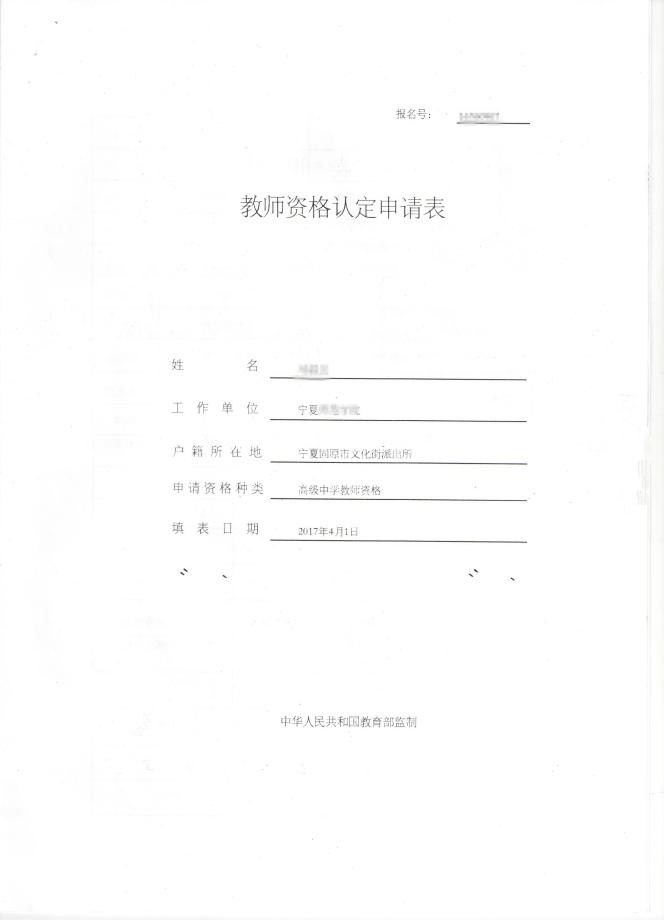 报名号：
教师资格认定申请表
姓 名
工作单位 宁夏
户籍所在地 宁夏固原市文化街派出所
申请资格种类 高级中学教师资格
填表日期 2017年4月1日
中华人民共和国教育部监制